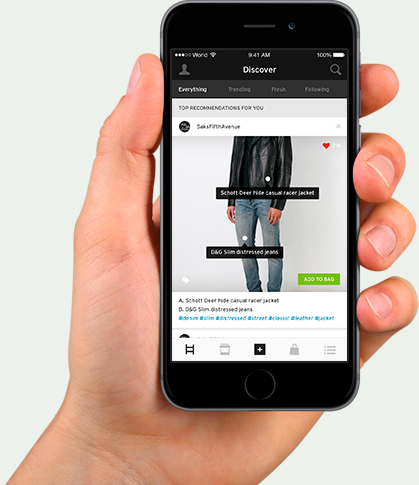 World
9:41 AM
100%
Discover
Everything
Trending
Fresh
Following
TOP RECOMMENDATIONS FOR YOU
SaksFifthAvenue
Schott Deer hide casual racer jacket
D&G Slim distressed jeans
ADD TO BAG
A. Schott Deer hide casual racer jacket
B. D&G Slim distressed jeans
#denim #slim #distressed #street #classic #leather #jacket